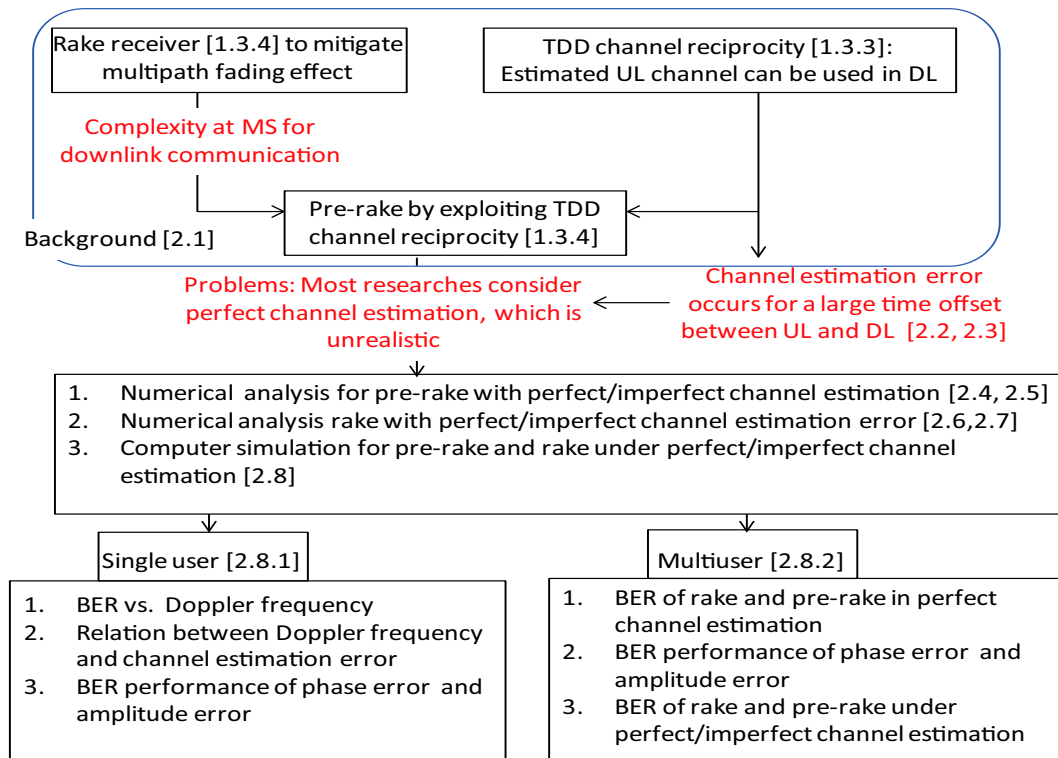 Rake receiver [1.3.4] to mitigate
multipath fading effect
TDD channel reciprocity [1.3.3]:
Estimated UL channel can be used in DL
Complexity at MS for
downlink communication
Pre-rake by exploiting TDD
channel reciprocity [1.3.4]
Background [2.1]
Problems: Most researches consider
perfect channel estimation, which is
unrealistic
Channel estimation error
occurs for a large time offset
between UL and DL [2.2, 2.3]
1. Numerical analysis for pre-rake with perfect/imperfect channel estimation [2.4, 2.5]
2. Numerical analysis rake with perfect/imperfect channel estimation error [2.6,2.7]
3. Computer simulation for pre-rake and rake under perfect/imperfect channel
estimation [2.8]
Single user [2.8.1]
1. BER vs. Doppler frequency
2. Relation between Doppler frequency
and channel estimation error
3. BER performance of phase error and
amplitude error
Multiuser [2.8.2]
1. BER of rake and pre-rake in perfect
channel estimation
2. BER performance of phase error and
amplitude error
3. BER of rake and pre-rake under
perfect/imperfect channel estimation